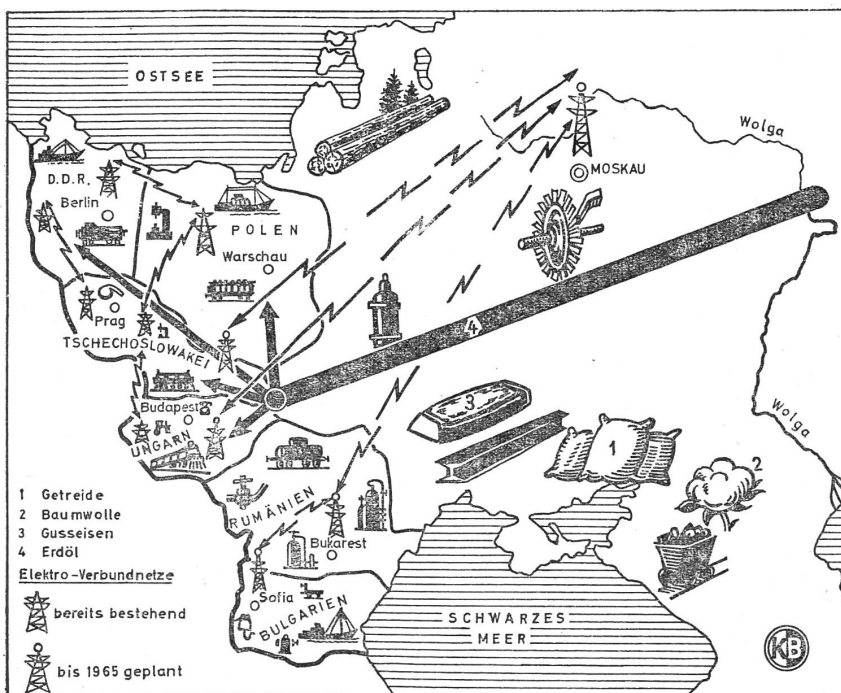 OSTSEE
Wolga
MOSKAU
D.D.R.
Berlin
POLEN
Warschau
Prag
TSCHECHOSLOWAKEI
4
3
Budapest
UNGARN
Wolga
1
2
RUMÄNIEN
Bukarest
Sofia
BULGARIEN
SCHWARZES
MEER
1 Getreide
2 Baumwolle
3 Gusseisen
4 Erdöl
Elektro-Verbundnetze
bereits bestehend
bis 1965 geplant
KB